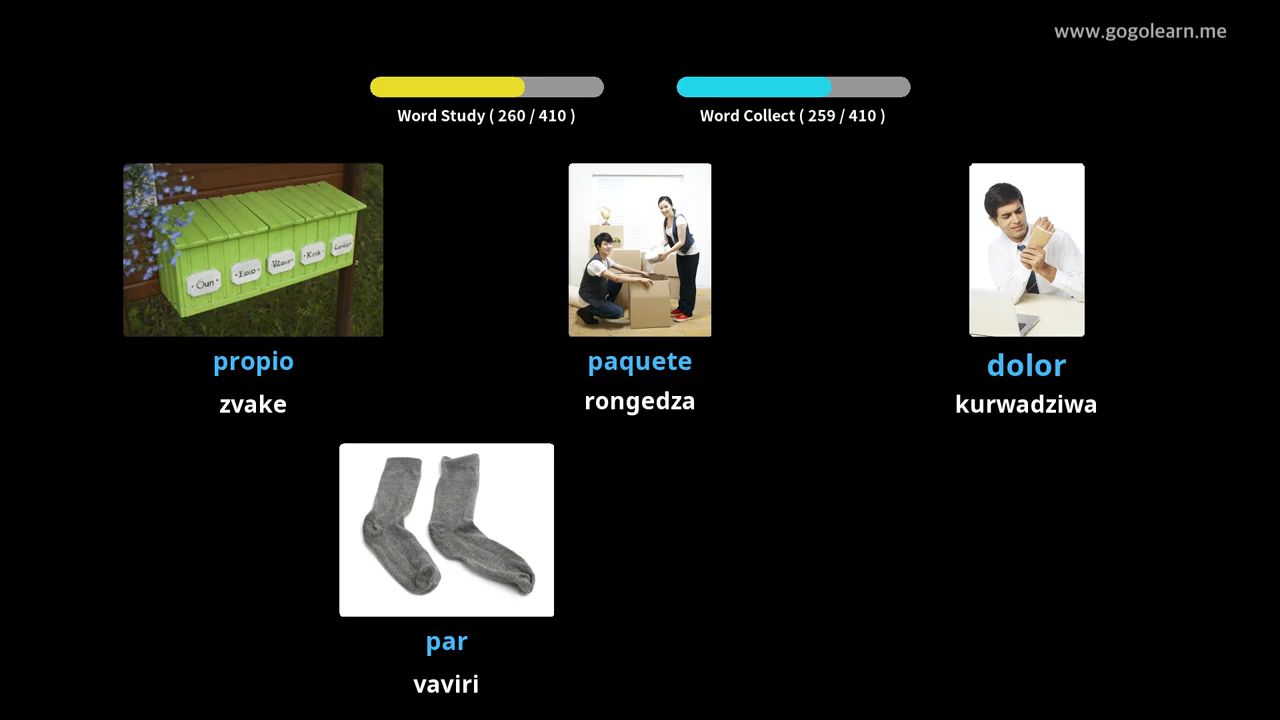 www.gogolearn.me
Word Study ( 260 / 410 )
Word Collect ( 259 / 410 )
propio
paquete
dolor
zvake
rongedza
kurwadziwa
par
vaviri